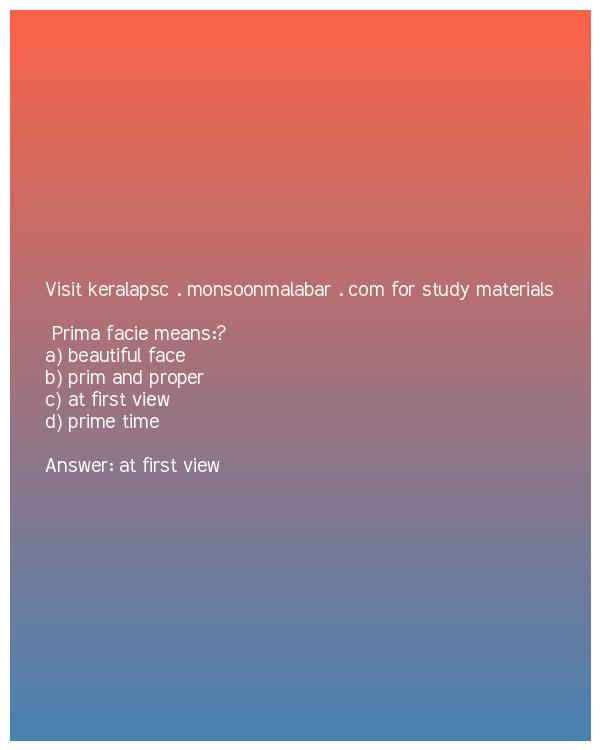 Visit keralapsc . monsoonmalabar . com for study materials
Prima facie means:?
a) beautiful face
b) prim and proper
c) at first view
d) prime time
Answer: at first view